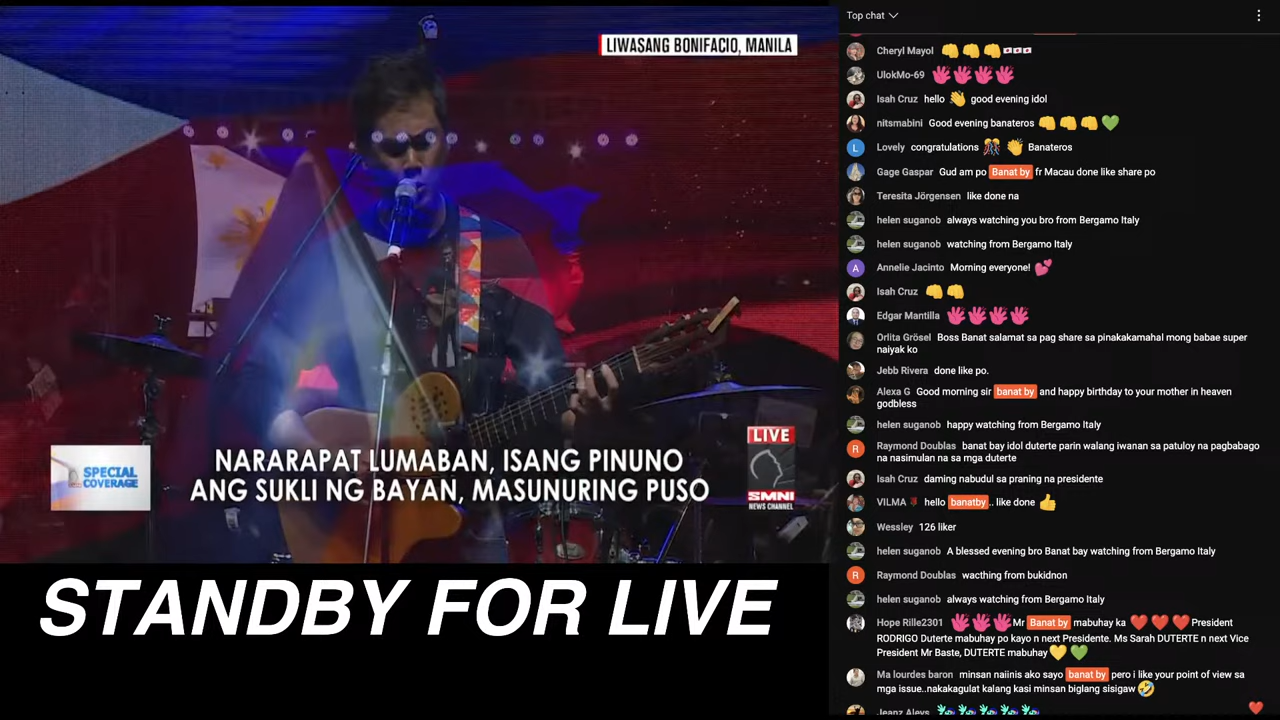 LIWASANG BONIFACIO, MANILA
SPECIAL
COVERAGE
NARARAPAT LUMABAN, ISANG PINUNO
ANG SUKLI NG BAYAN, MASUNURING PUSO
LIVE
SMNI
NEWS CHANNEL
STANDBY FOR LIVE
Top chat
Cheryl Mayol 👊👊👊🇯🇵🇯🇵🇯🇵
UlokMo-69
Isah Cruz hello 👋 good evening idol
nitsmabini Good evening banateros 👊👊👊💚
L Lovely congratulations 🎊 👏 Banateros
Gage Gaspar Gud am po Banat by fr Macau done like share po
Teresita Jörgensen like done na
helen suganob always watching you bro from Bergamo Italy
helen suganob watching from Bergamo Italy
A Annelie Jacinto Morning everyone! 💕
Isah Cruz 👊👊
Edgar Mantilla
Orlita Grösel Boss Banat salamat sa pag share sa pinakakamahal mong babae super
naiyak ko
Jebb Rivera done like po.
Alexa G Good morning sir banat by and happy birthday to your mother in heaven
godbless
helen suganob happy watching from Bergamo Italy
R Raymond Doublas banat bay idol duterte parin walang iwanan sa patuloy na pagbabago
na nasimulan na sa mga duterte
Isah Cruz daming nabudul sa praning na presidente
VILMA 🌹 hello banatby.. like done 👍
Wessley 126 liker
helen suganob A blessed evening bro Banat bay watching from Bergamo Italy
R Raymond Doublas wacthing from bukidnon
helen suganob always watching from Bergamo Italy
Hope Rille2301 Mr Banat by mabuhay ka ❤️❤️❤️President
RODRIGO Duterte mabuhay po kayo n next Presidente. Ms Sarah DUTERTE n next Vice
President Mr Baste, DUTERTE mabuhay💛💚
Ma lourdes baron minsan naiinis ako sayo banat by pero i like your point of view sa
mga issue..nakakagulat kalang kasi minsan biglang sisigaw🤣
Jeanz Aleys